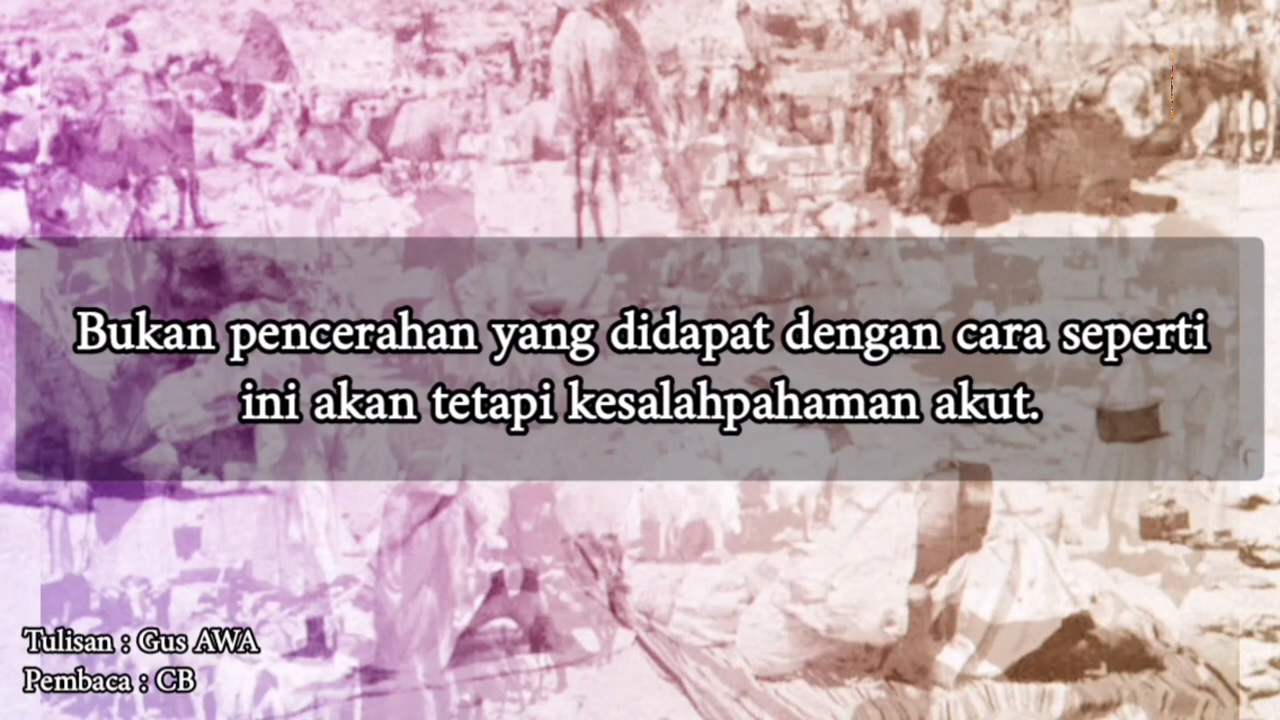 Bukan pencerahan yang didapat dengan cara seperti
ini akan tetapi kesalahpahaman akut.
Tulisan : Gus AWA
Pembaca : CB